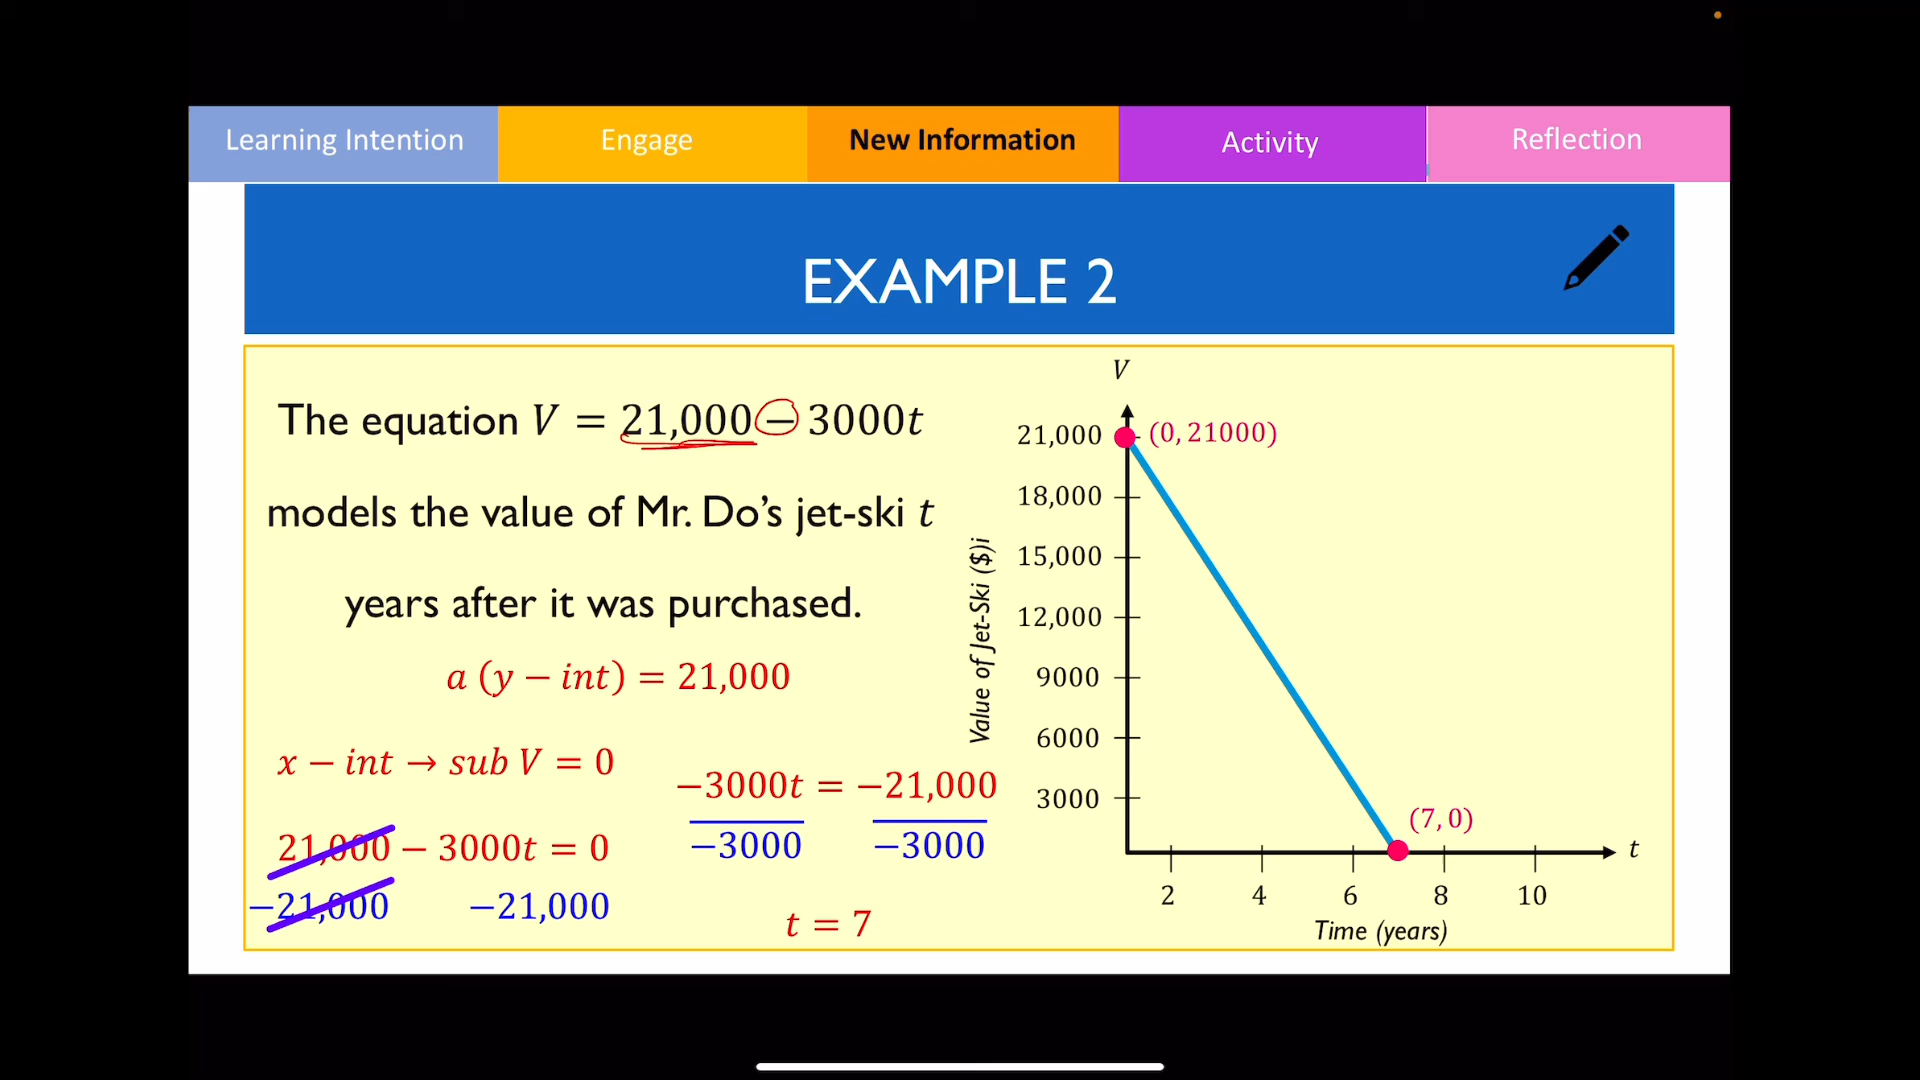 Learning Intention
Engage
New Information
Activity
Reflection
EXAMPLE 2
The equation V = 21,000 − 3000t
models the value of Mr. Do’s jet-ski t
years after it was purchased.
a (y − int) = 21,000
x − int → sub V = 0
21,000 − 3000t = 0
−21,000 −21,000
−3000t = −21,000
−3000 −3000
t = 7
V
21,000
(0, 21000)
18,000
15,000
12,000
9000
6000
3000
Value of Jet-Ski ($)i
(7, 0)
t
2 4 6 8 10
Time (years)